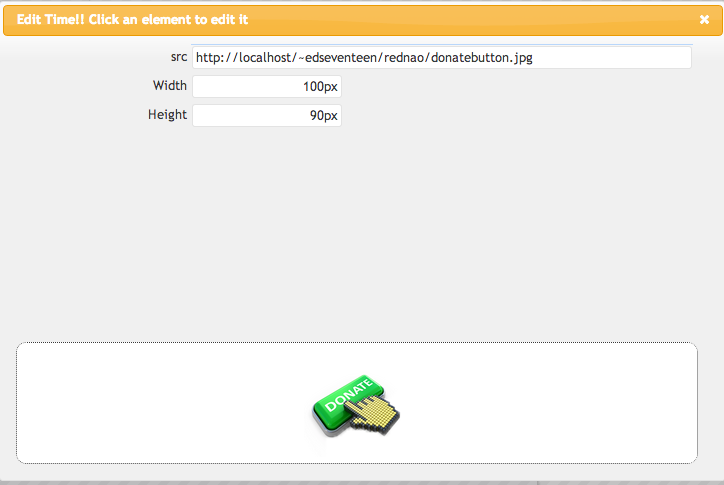 Edit Time!! Click an element to edit it
src http://localhost/~edseventeen/rednao/donatebutton.jpg
Width 100px
Height 90px
DONATE